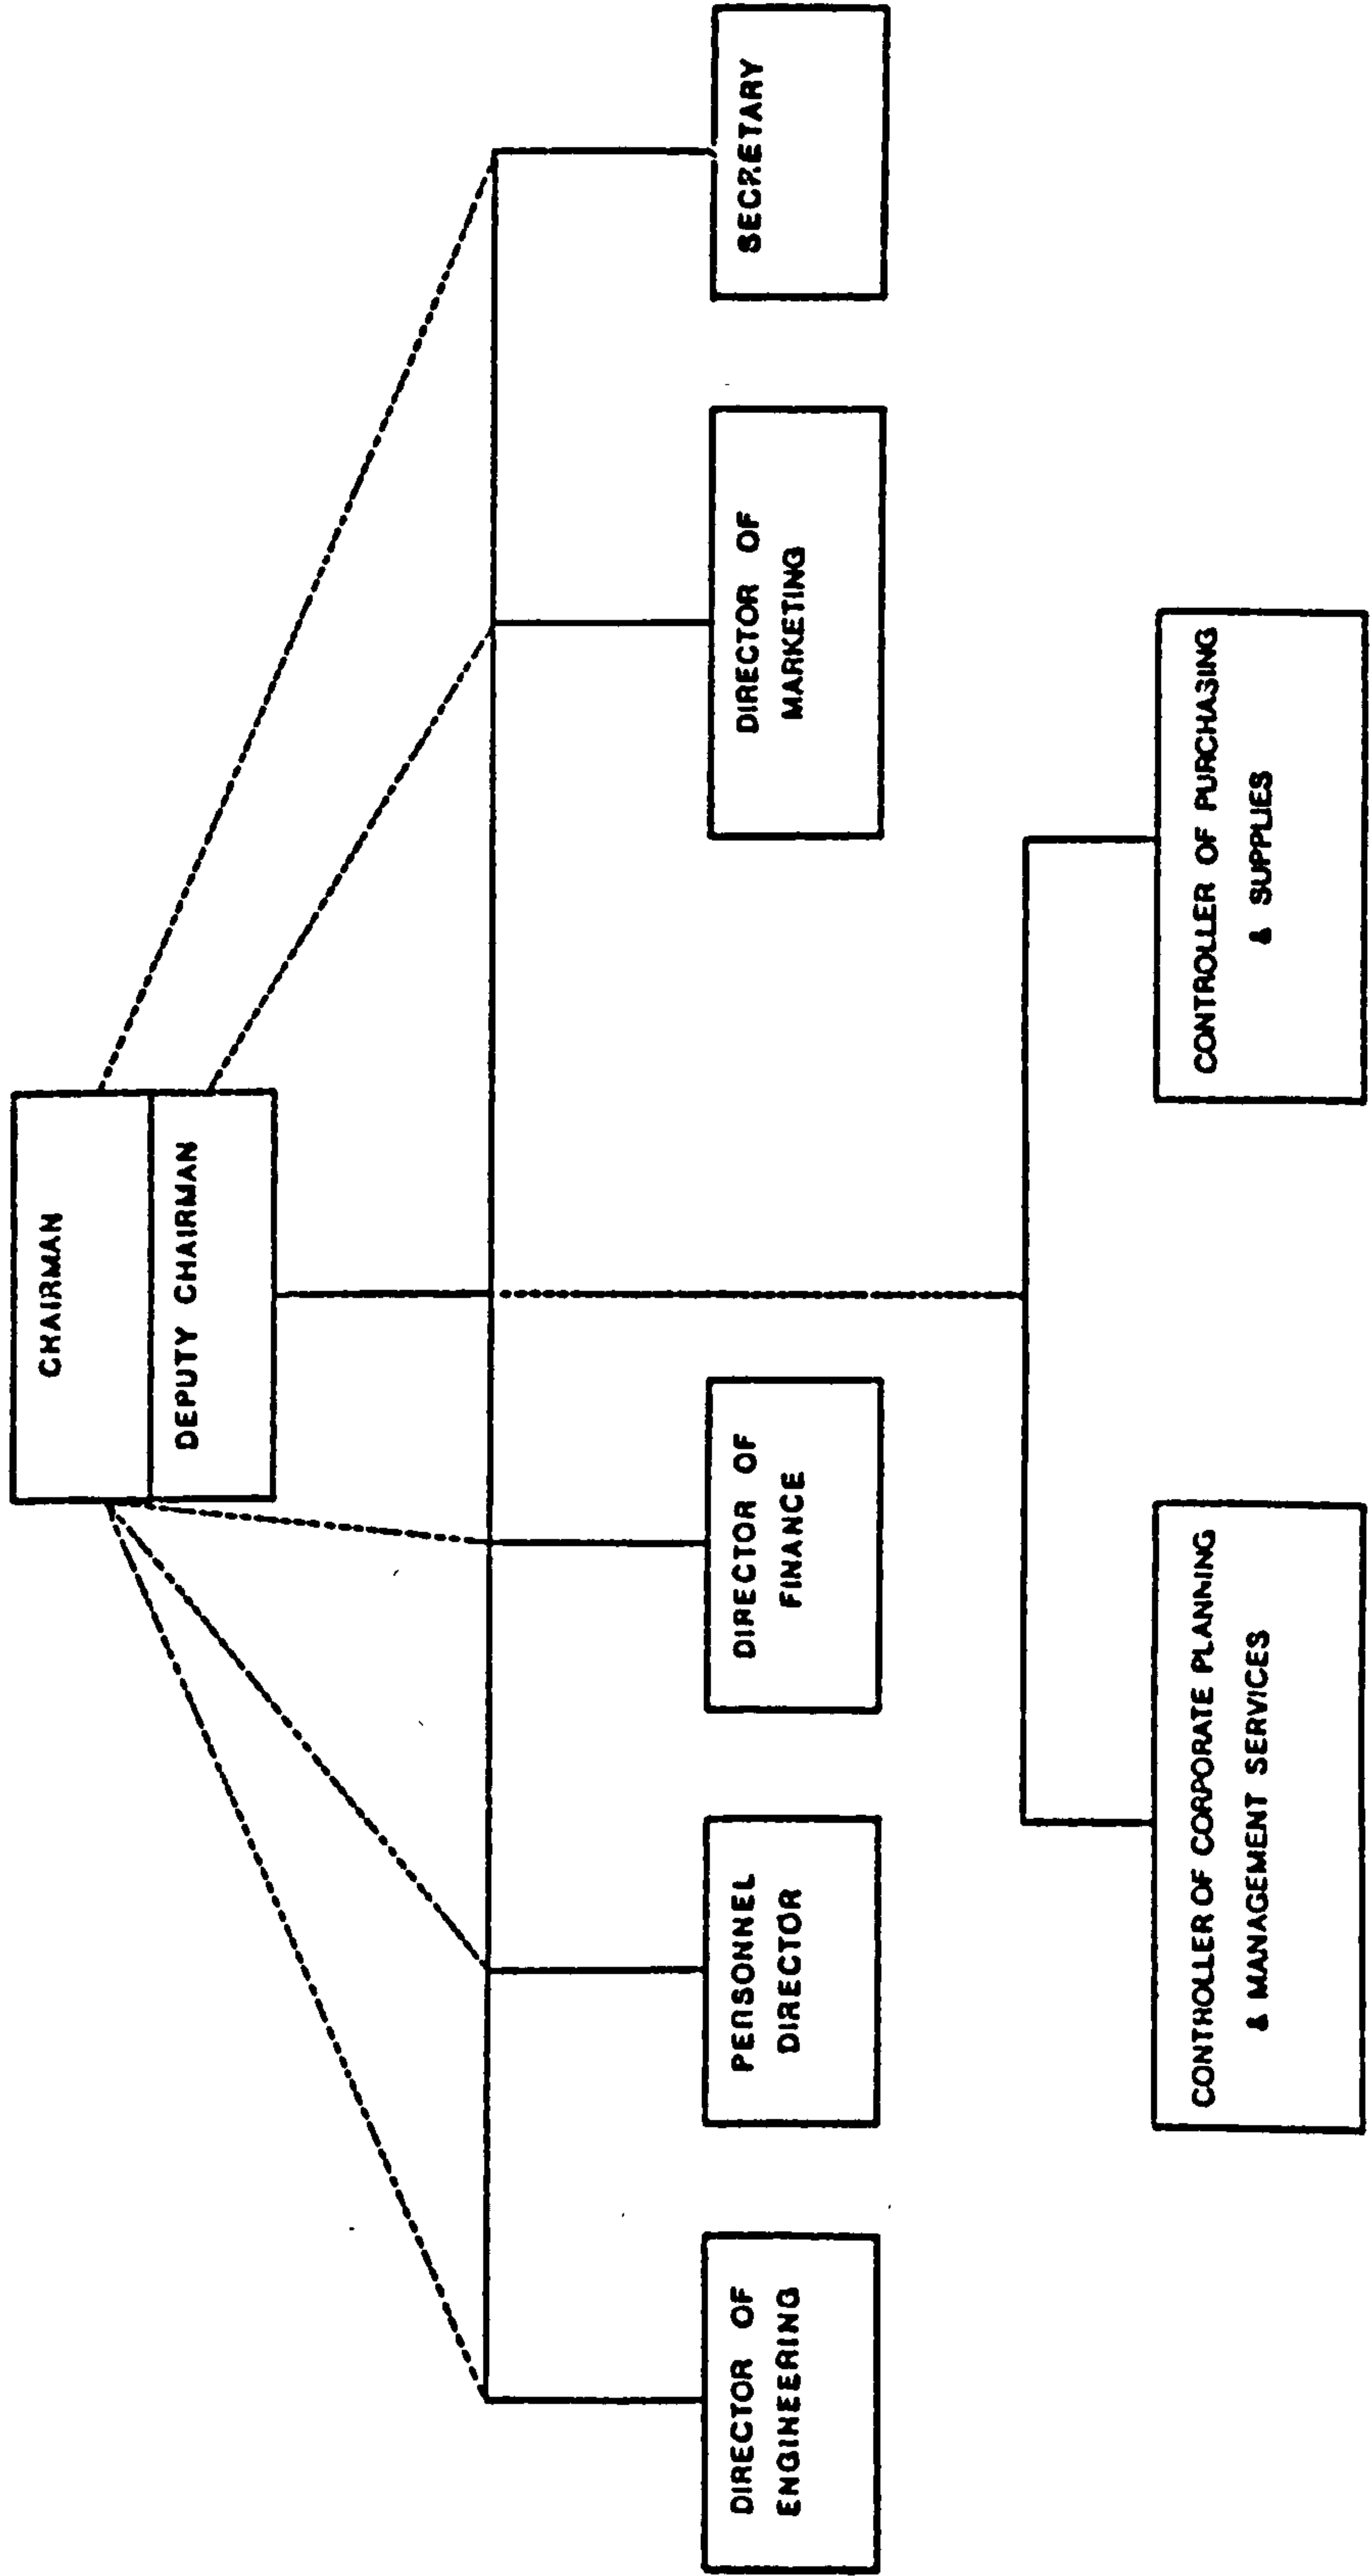 CHAIRMAN
DEPUTY CHAIRMAN
DIRECTOR OF
ENGINEERING
PERSONNEL
DIRECTOR
DIRECTOR OF
FINANCE
DIRECTOR OF
MARKETING
SECRETARY
CONTROLLER OF CORPORATE PLANNING
& MANAGEMENT SERVICES
CONTROLLER OF PURCHASING
& SUPPLIES